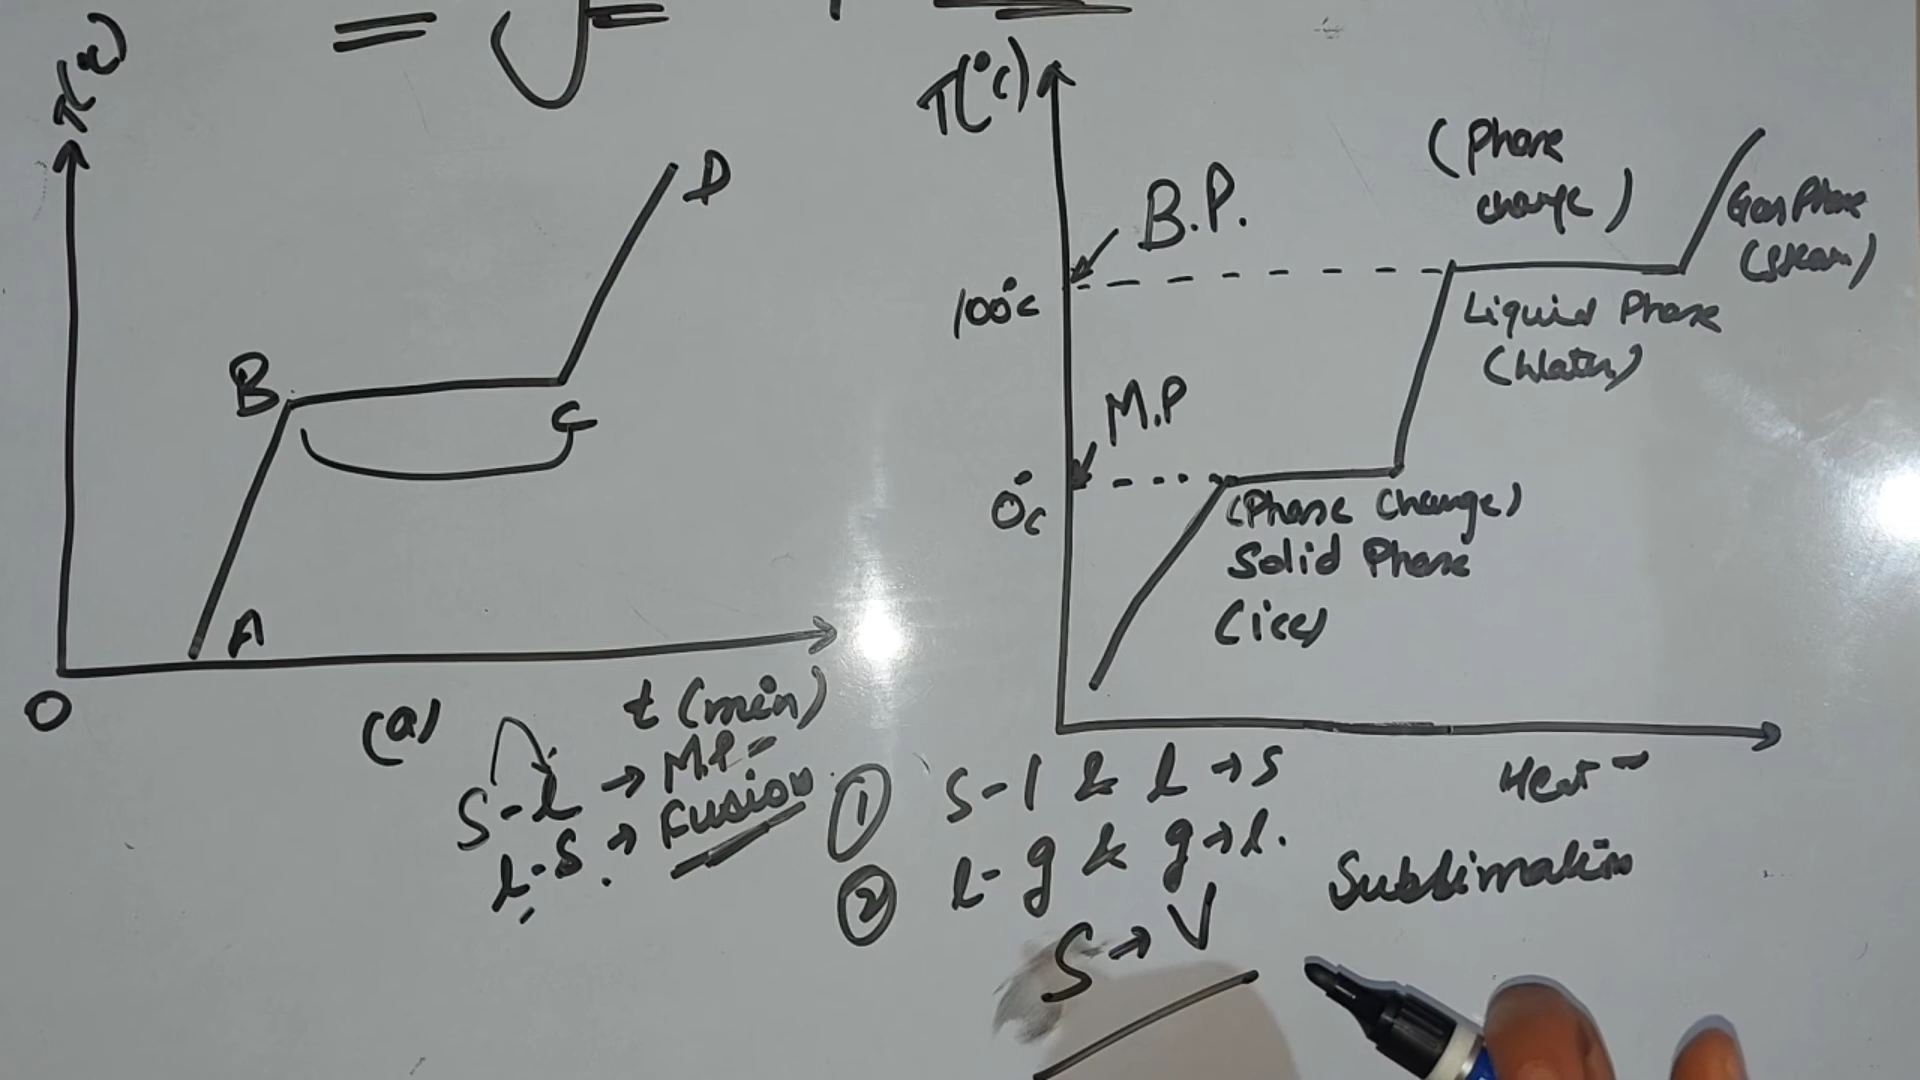 T(°C)
D
B
C
A
O
(a)
t (min)
S-l → M.P=
l-S → Fusion
T(°C)
B.P.
(Phase
change)
Gas Phase
(Steam)
100°c
Liquid Phase
(Water)
M.P
0°c
(Phase Change)
Solid Phase
(ice)
Heat →
① S-l & l → s
② l-g & g → l.
S → V
Sublimation